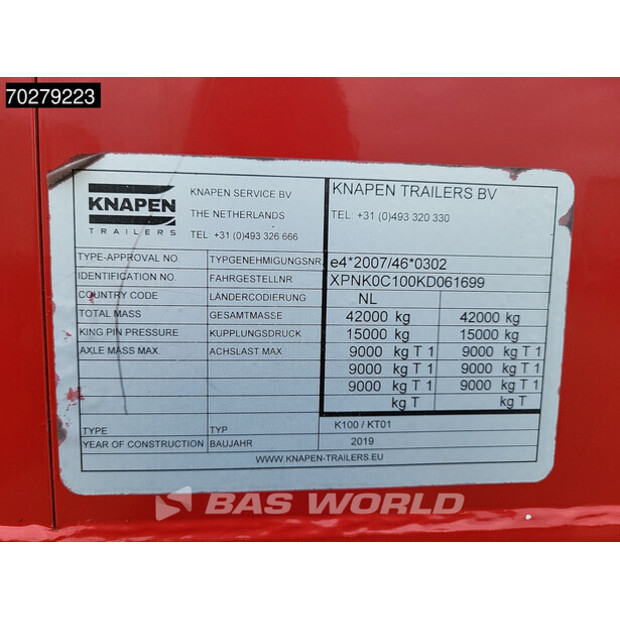 70279223
KNAPEN
TRAILERS
KNAPEN SERVICE BV
THE NETHERLANDS
TEL: +31 (0)493 326 666
KNAPEN TRAILERS BV
TEL: +31 (0)493 320 330
TYPE-APPROVAL NO. TYPGENEHMIGUNGSNR. e4*2007/46*0302
IDENTIFICATION NO. FAHRGESTELLNR XPNK0C100KD061699
COUNTRY CODE LÄNDERCODIERUNG NL
TOTAL MASS GESAMTMASSE 42000 kg 42000 kg
KING PIN PRESSURE KUPPLUNGSDRUCK 15000 kg 15000 kg
AXLE MASS MAX. ACHSLAST MAX. 9000 kg T 1 9000 kg T 1
9000 kg T 1 9000 kg T 1
9000 kg T 1 9000 kg T 1
kg T kg T
TYPE TYP K100 / KT01
YEAR OF CONSTRUCTION BAUJAHR 2019
WWW.KNAPEN-TRAILERS.EU
BAS WORLD